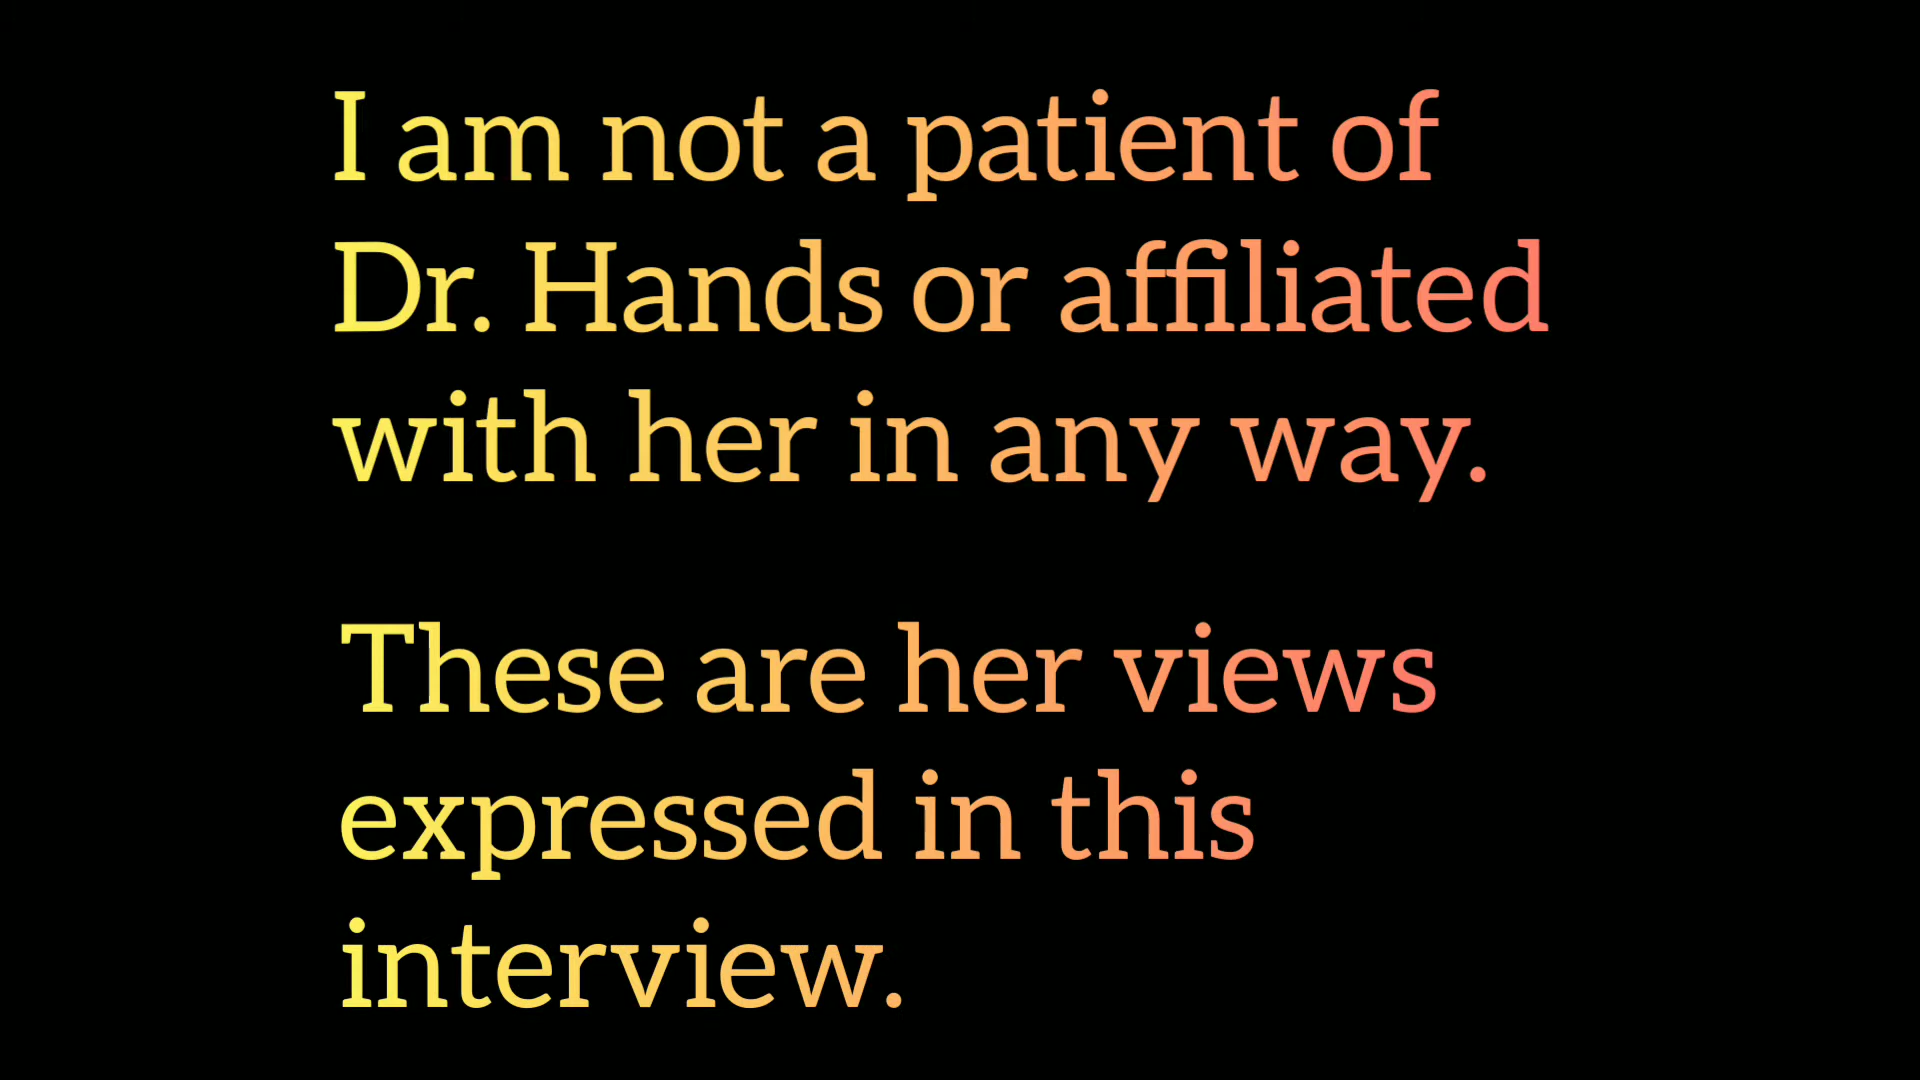 I am not a patient of
Dr. Hands or affiliated
with her in any way.
These are her views
expressed in this
interview.